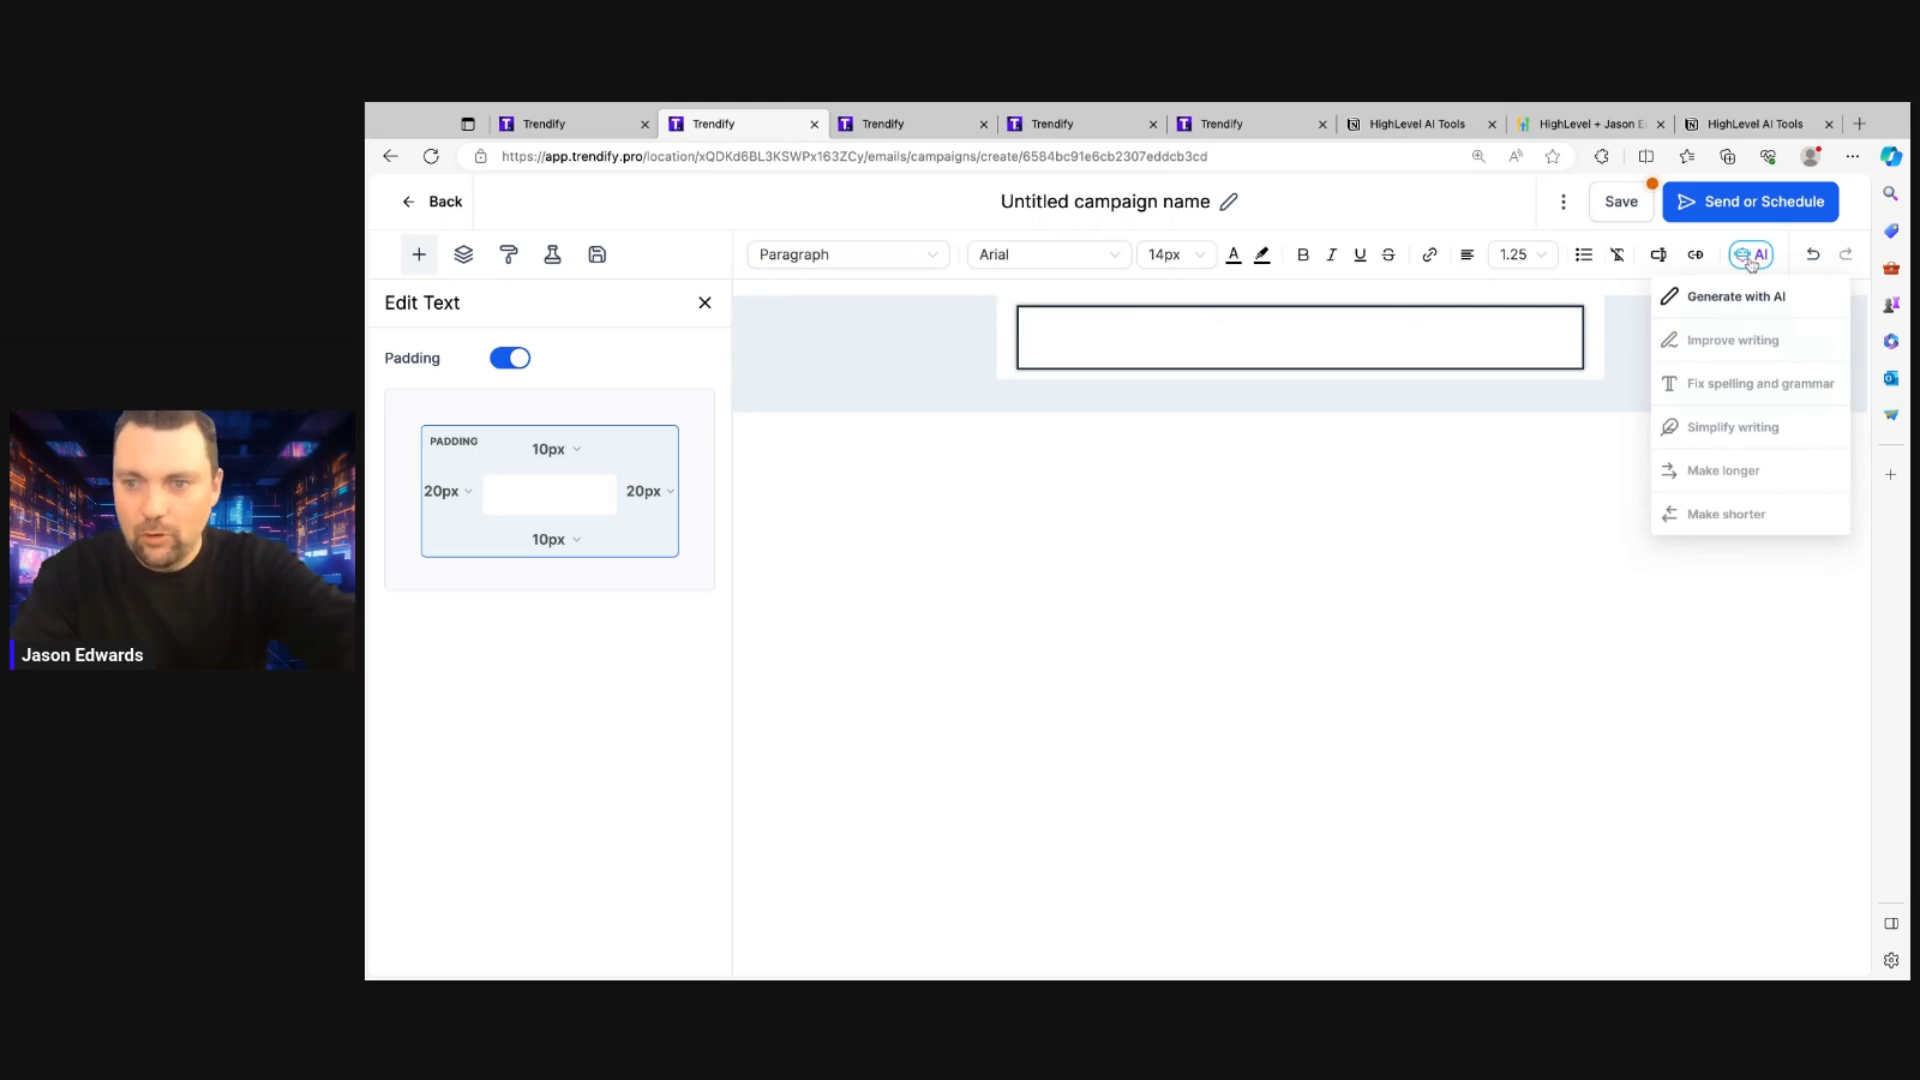 Trendify
Trendify
Trendify
Trendify
Trendify
HighLevel AI Tools
HighLevel + Jason E
HighLevel AI Tools
https://app.trendify.pro/location/xQDKd6BL3KSWPx163ZCy/emails/campaigns/create/6584bc91e6cb2307eddcb3cd
Back
Untitled campaign name
Save
Send or Schedule
Paragraph
Arial
14px
A
B I U S
1.25
AI
Edit Text
Padding
PADDING
10px
20px
20px
10px
Generate with AI
Improve writing
Fix spelling and grammar
Simplify writing
Make longer
Make shorter
Jason Edwards